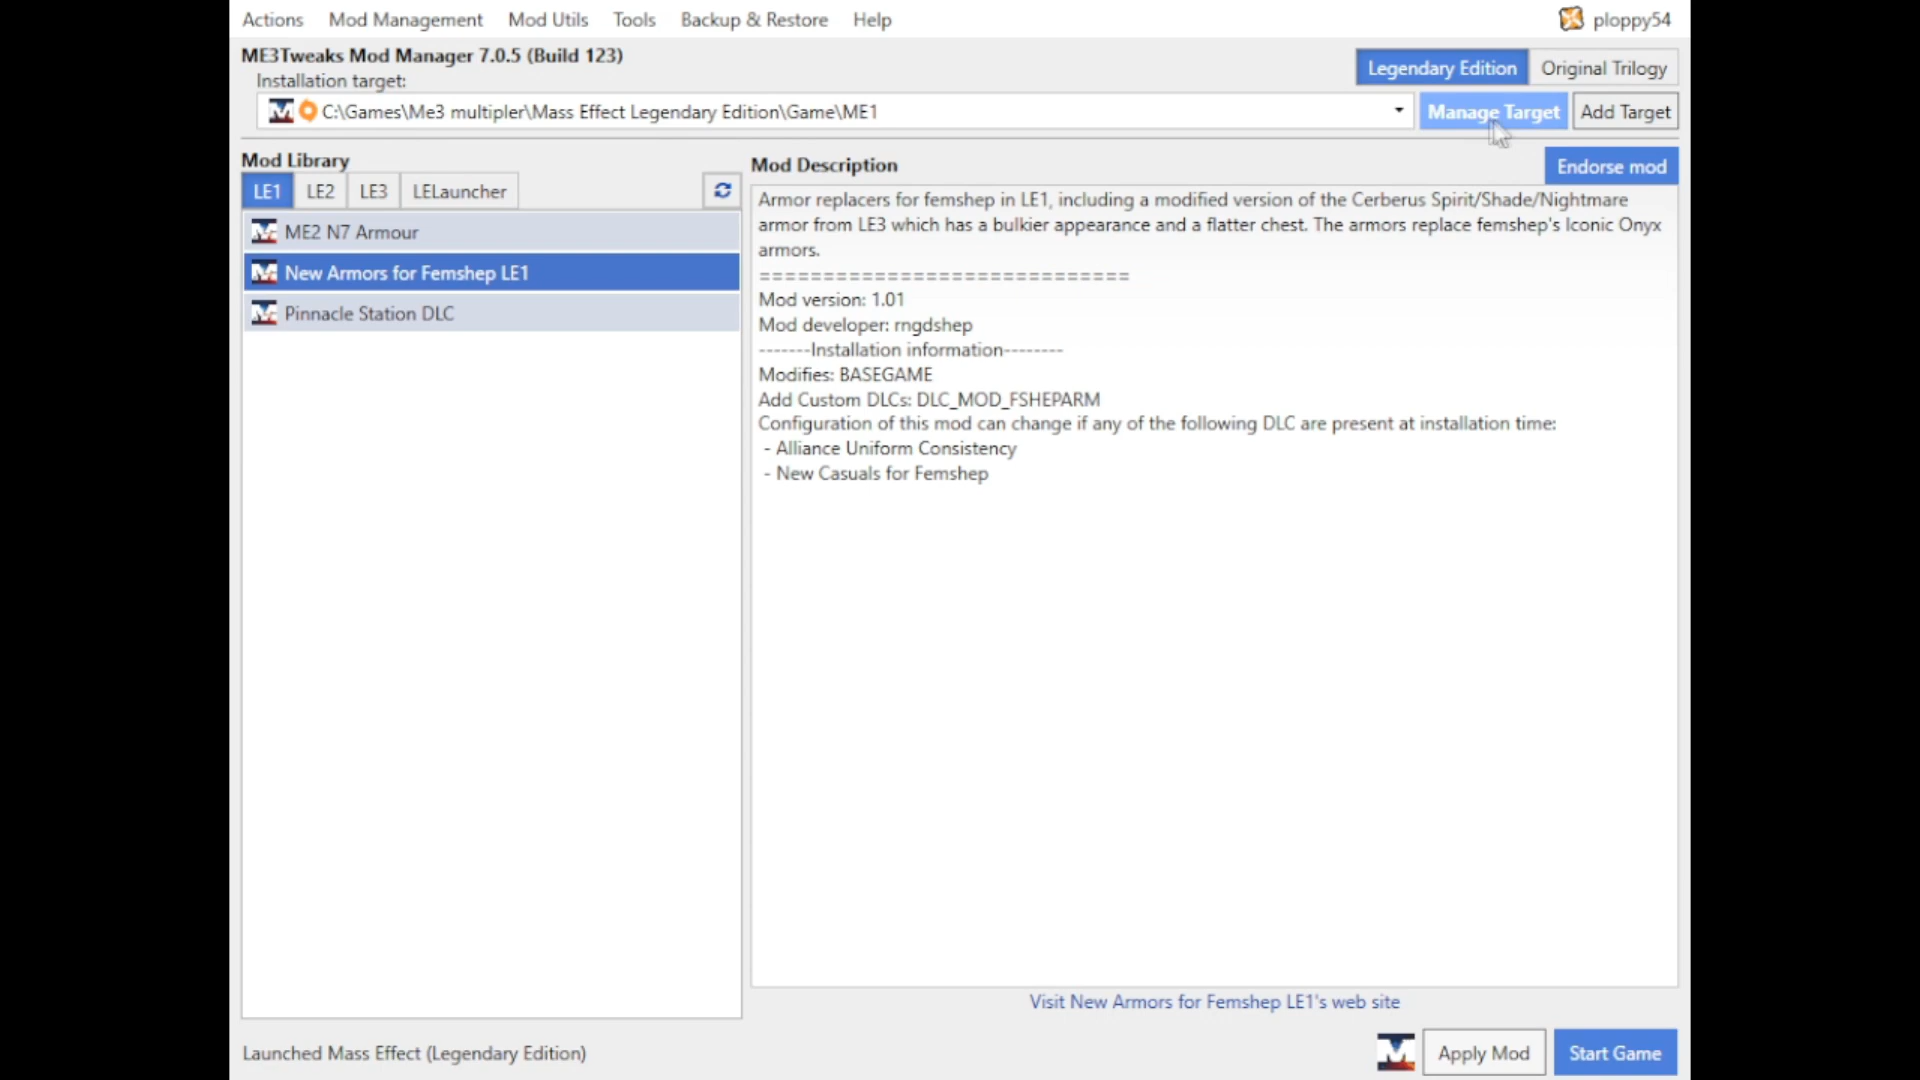 Actions Mod Management Mod Utils Tools Backup & Restore Help ploppy54
ME3Tweaks Mod Manager 7.0.5 (Build 123)
Legendary Edition Original Trilogy
Installation target:
C:\Games\Me3 multipler\Mass Effect Legendary Edition\Game\ME1 Manage Target Add Target
Mod Library
LE1 LE2 LE3 LELauncher
ME2 N7 Armour
New Armors for Femshep LE1
Pinnacle Station DLC
Mod Description
Endorse mod
Armor replacers for femshep in LE1, including a modified version of the Cerberus Spirit/Shade/Nightmare
armor from LE3 which has a bulkier appearance and a flatter chest. The armors replace femshep's Iconic Onyx
armors.
=============================
Mod version: 1.01
Mod developer: rngdshep
-------Installation information--------
Modifies: BASEGAME
Add Custom DLCs: DLC_MOD_FSHEPARM
Configuration of this mod can change if any of the following DLC are present at installation time:
- Alliance Uniform Consistency
- New Casuals for Femshep
Visit New Armors for Femshep LE1's web site
Launched Mass Effect (Legendary Edition)
Apply Mod Start Game